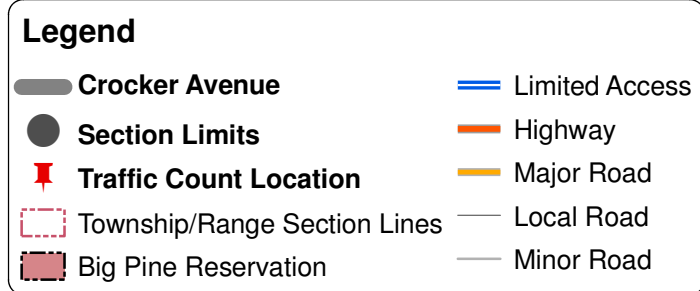 Legend
Crocker Avenue
Section Limits
Traffic Count Location
Township/Range Section Lines
Big Pine Reservation
Limited Access
Highway
Major Road
Local Road
Minor Road